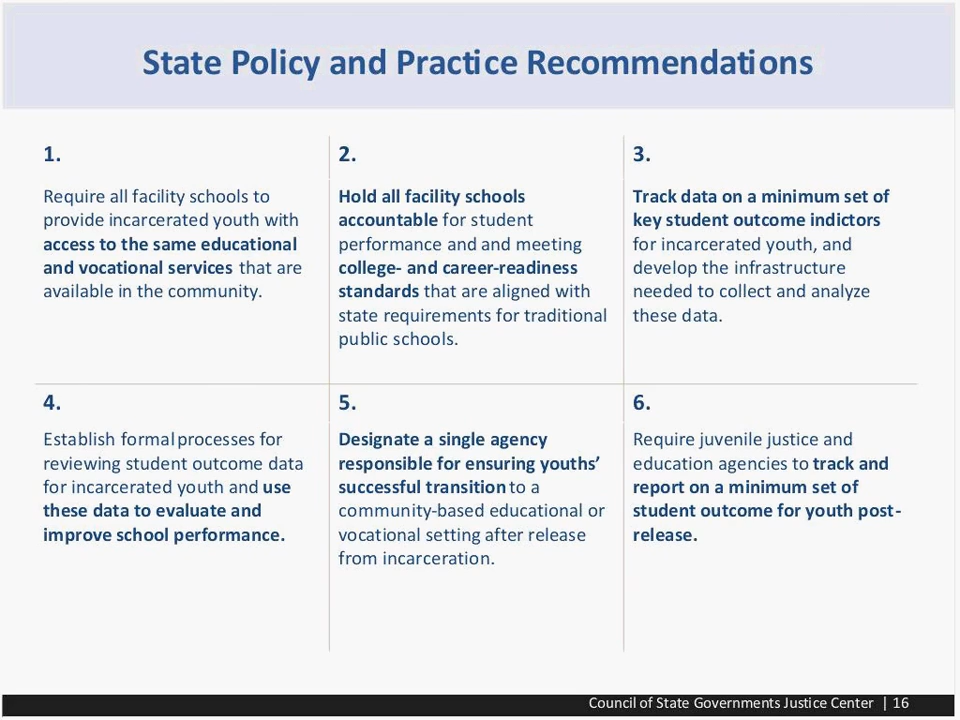 State Policy and Practice Recommendations
1.
Require all facility schools to
provide incarcerated youth with
access to the same educational
and vocational services that are
available in the community.
2.
Hold all facility schools
accountable for student
performance and and meeting
college- and career-readiness
standards that are aligned with
state requirements for traditional
public schools.
3.
Track data on a minimum set of
key student outcome indictors
for incarcerated youth, and
develop the infrastructure
needed to collect and analyze
these data.
4.
Establish formal processes for
reviewing student outcome data
for incarcerated youth and use
these data to evaluate and
improve school performance.
5.
Designate a single agency
responsible for ensuring youths’
successful transition to a
community-based educational or
vocational setting after release
from incarceration.
6.
Require juvenile justice and
education agencies to track and
report on a minimum set of
student outcome for youth post-
release.
Council of State Governments Justice Center | 16